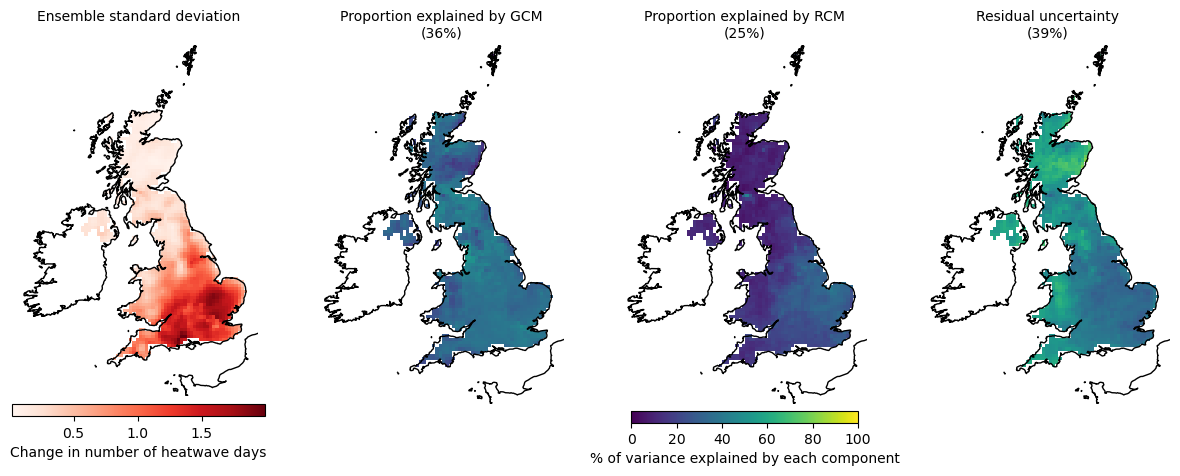 Ensemble standard deviation
Proportion explained by GCM
(36%)
Proportion explained by RCM
(25%)
Residual uncertainty
(39%)
0.5 1.0 1.5
Change in number of heatwave days
0 20 40 60 80 100
% of variance explained by each component